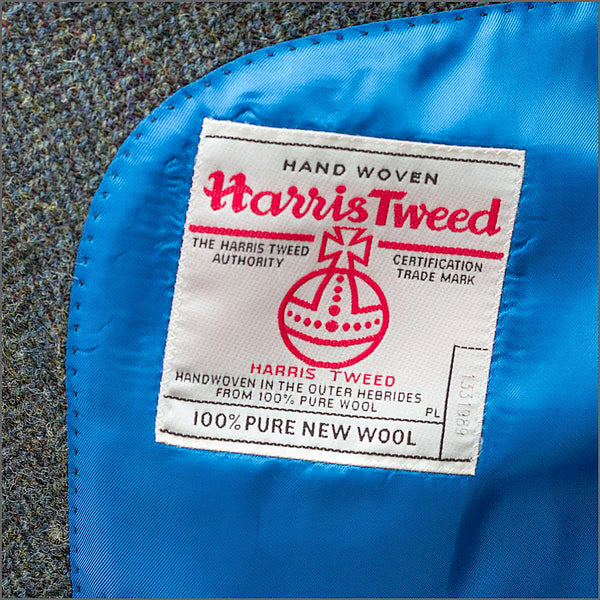 HAND WOVEN
Harris Tweed
THE HARRIS TWEED AUTHORITY
CERTIFICATION TRADE MARK
HARRIS TWEED
HANDWOVEN IN THE OUTER HEBRIDES
FROM 100% PURE WOOL
PL
1331989
100% PURE NEW WOOL